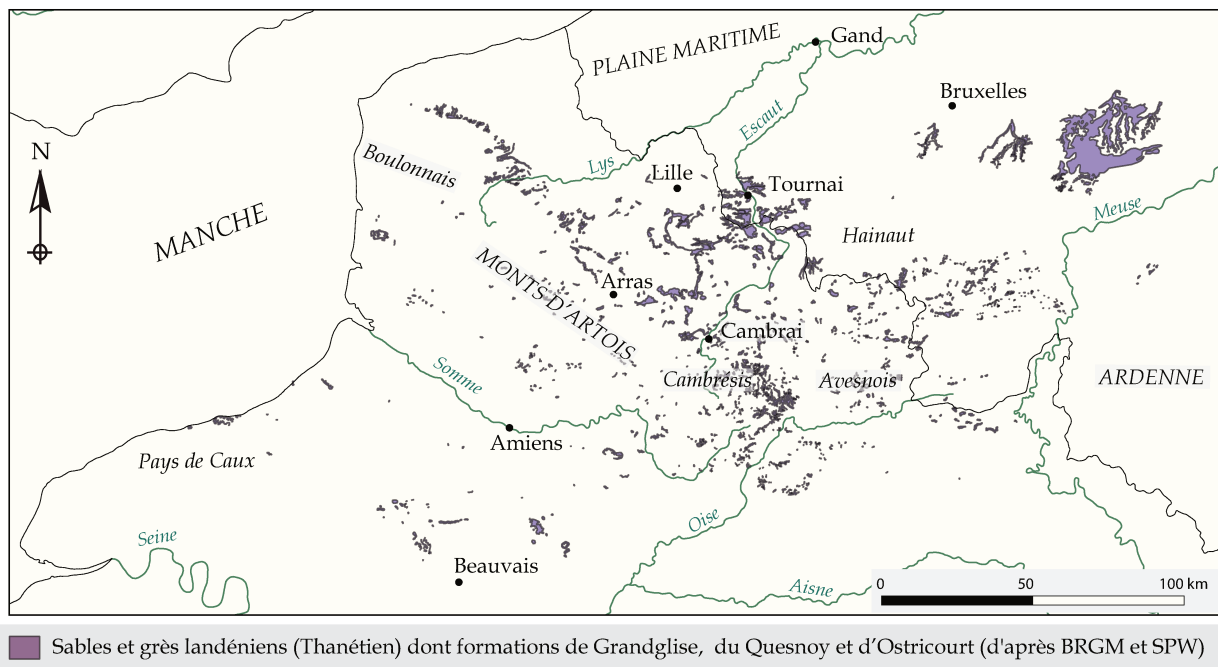 PLAINE MARITIME
Gand
Bruxelles
Escaut
N
Boulonnais
Lys
Lille
Tournai
Meuse
MANCHE
Hainaut
MONTS D'ARTOIS
Arras
Cambrai
Somme
Cambrésis
Avesnois
ARDENNE
Amiens
Pays de Caux
Oise
Seine
Beauvais
Aisne
0 50 100 km
Sables et grès landéniens (Thanétien) dont formations de Grandglise, du Quesnoy et d'Ostricourt (d'après BRGM et SPW)